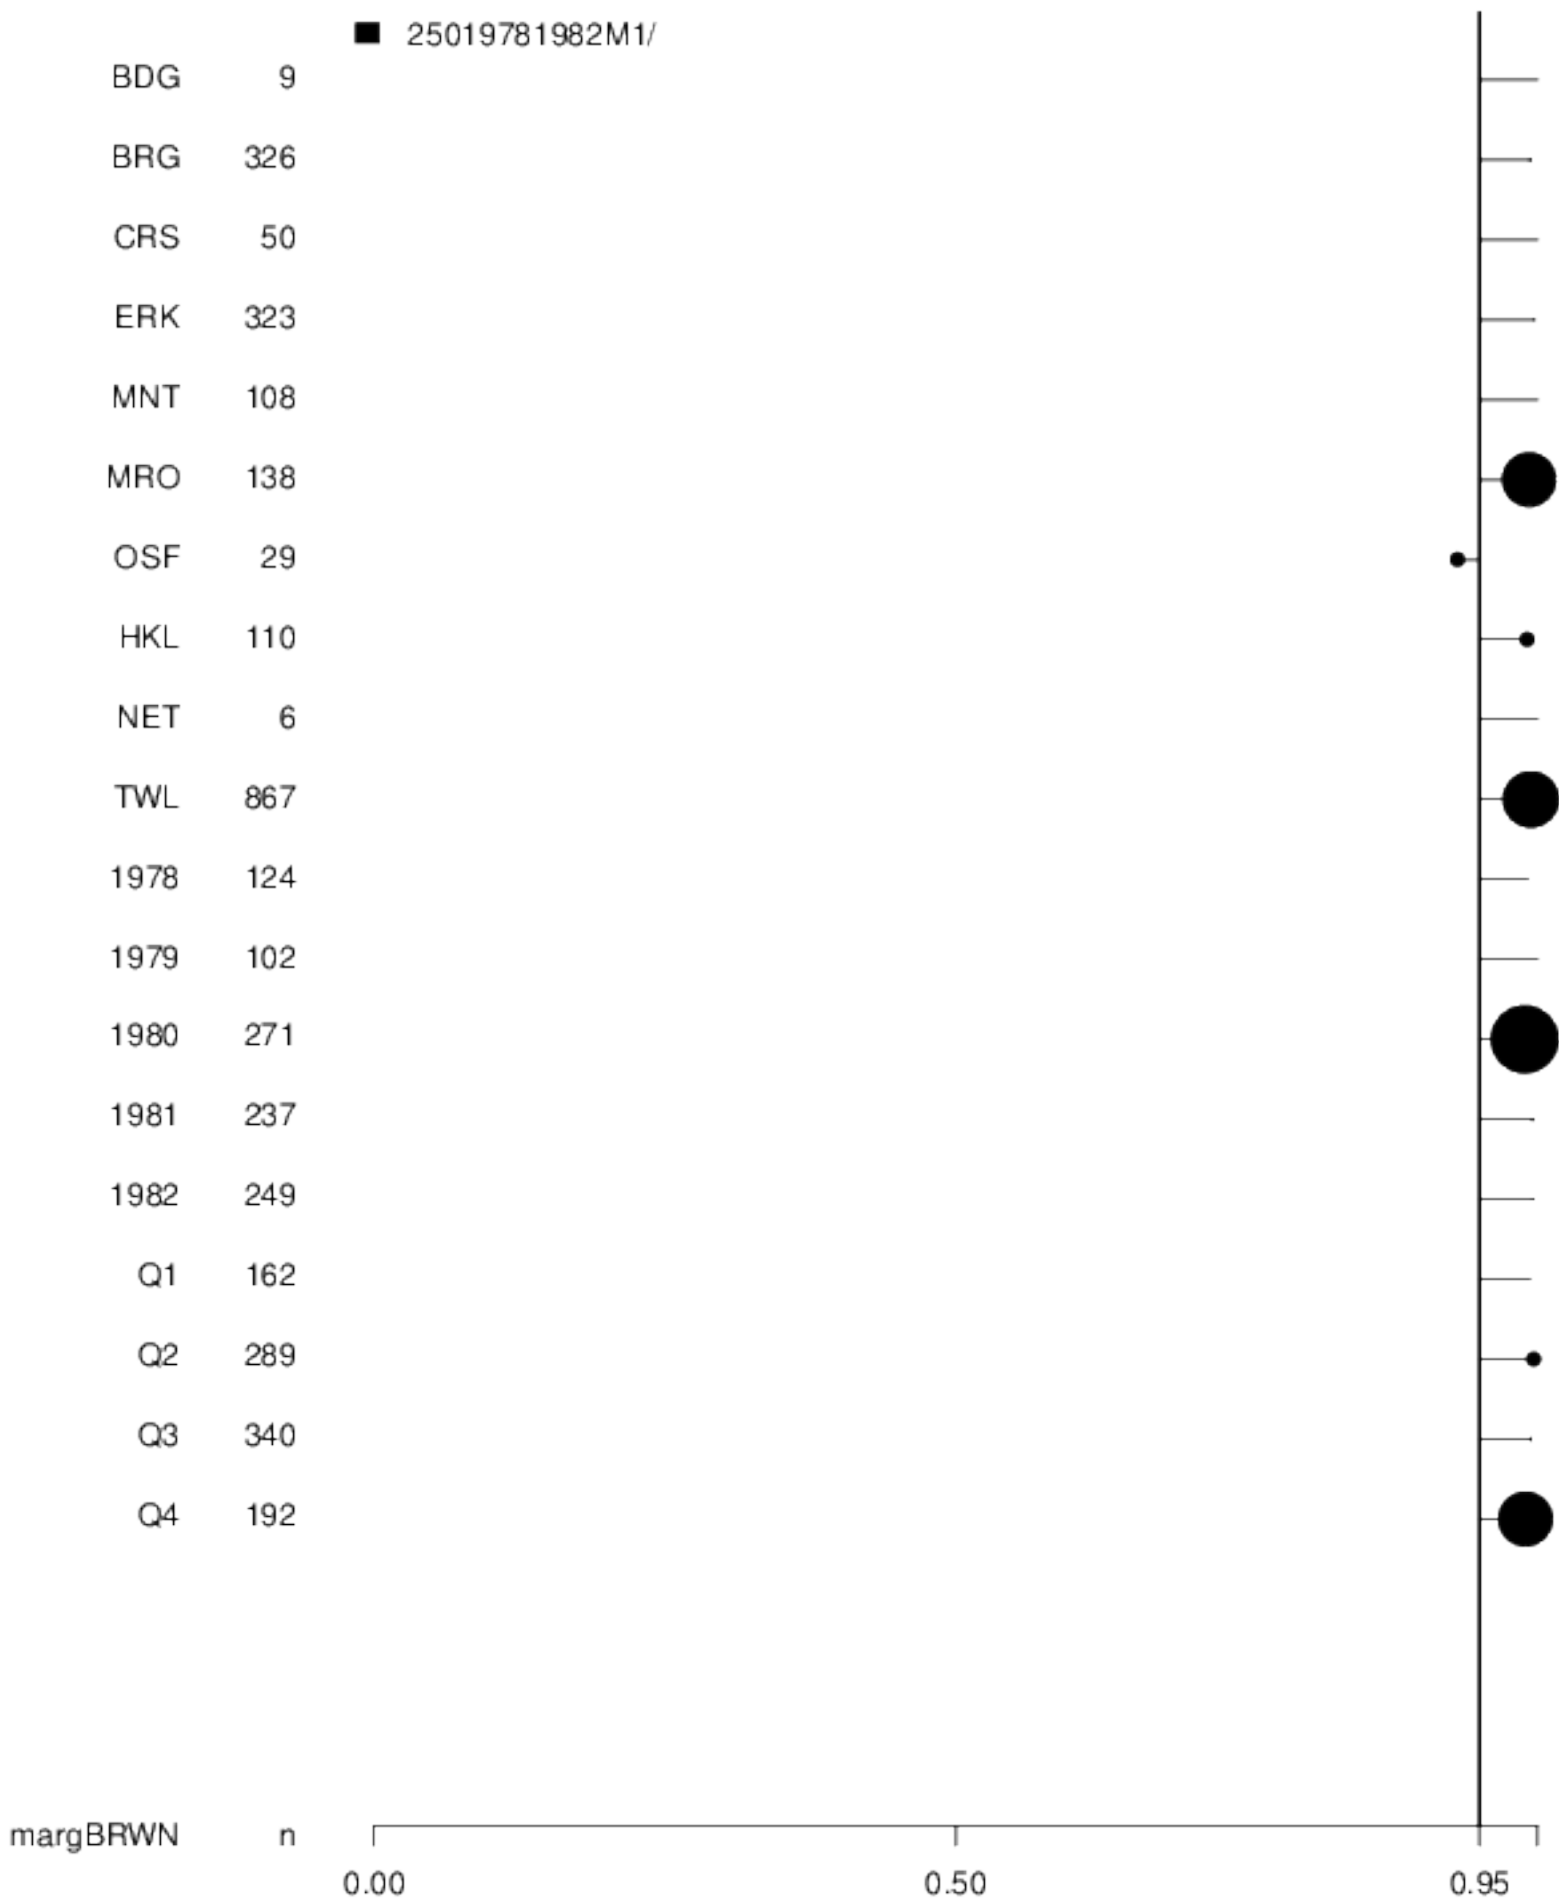 25019781982M1/
BDG 9
BRG 326
CRS 50
ERK 323
MNT 108
MRO 138
OSF 29
HKL 110
NET 6
TWL 867
1978 124
1979 102
1980 271
1981 237
1982 249
Q1 162
Q2 289
Q3 340
Q4 192
margBRWN n
0.00 0.50 0.95